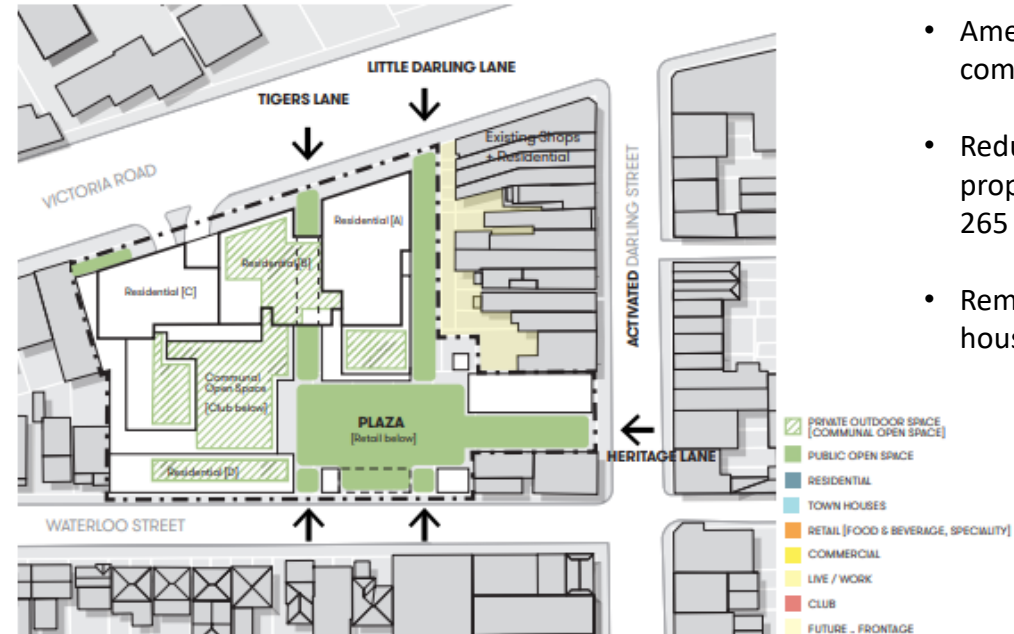 LITTLE DARLING LANE
TIGERS LANE
VICTORIA ROAD
Existing Shops
+ Residential
Residential [A]
Residential [B]
Residential [C]
ACTIVATED DARLING STREET
Communal
Open Space
[Club below]
PLAZA
[Retail below]
HERITAGE LANE
Residential [D]
WATERLOO STREET
• Ame
com
• Redu
prop
265
• Rem
hous
PRIVATE OUTDOOR SPACE
[COMMUNAL OPEN SPACE]
PUBLIC OPEN SPACE
RESIDENTIAL
TOWN HOUSES
RETAIL [FOOD & BEVERAGE, SPECIALITY]
COMMERCIAL
LIVE / WORK
CLUB
FUTURE - FRONTAGE